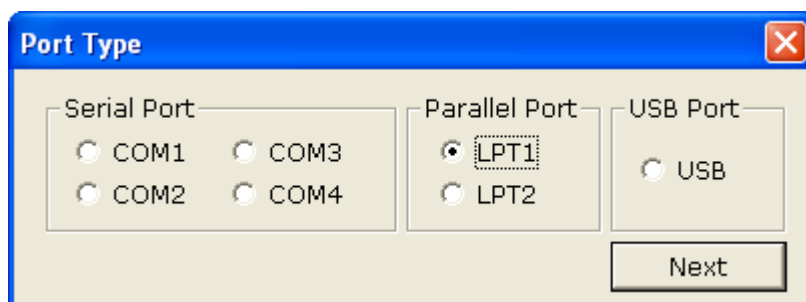 Port Type
Serial Port Parallel Port USB Port
COM1 COM3 LPT1 USB
COM2 COM4 LPT2
Next